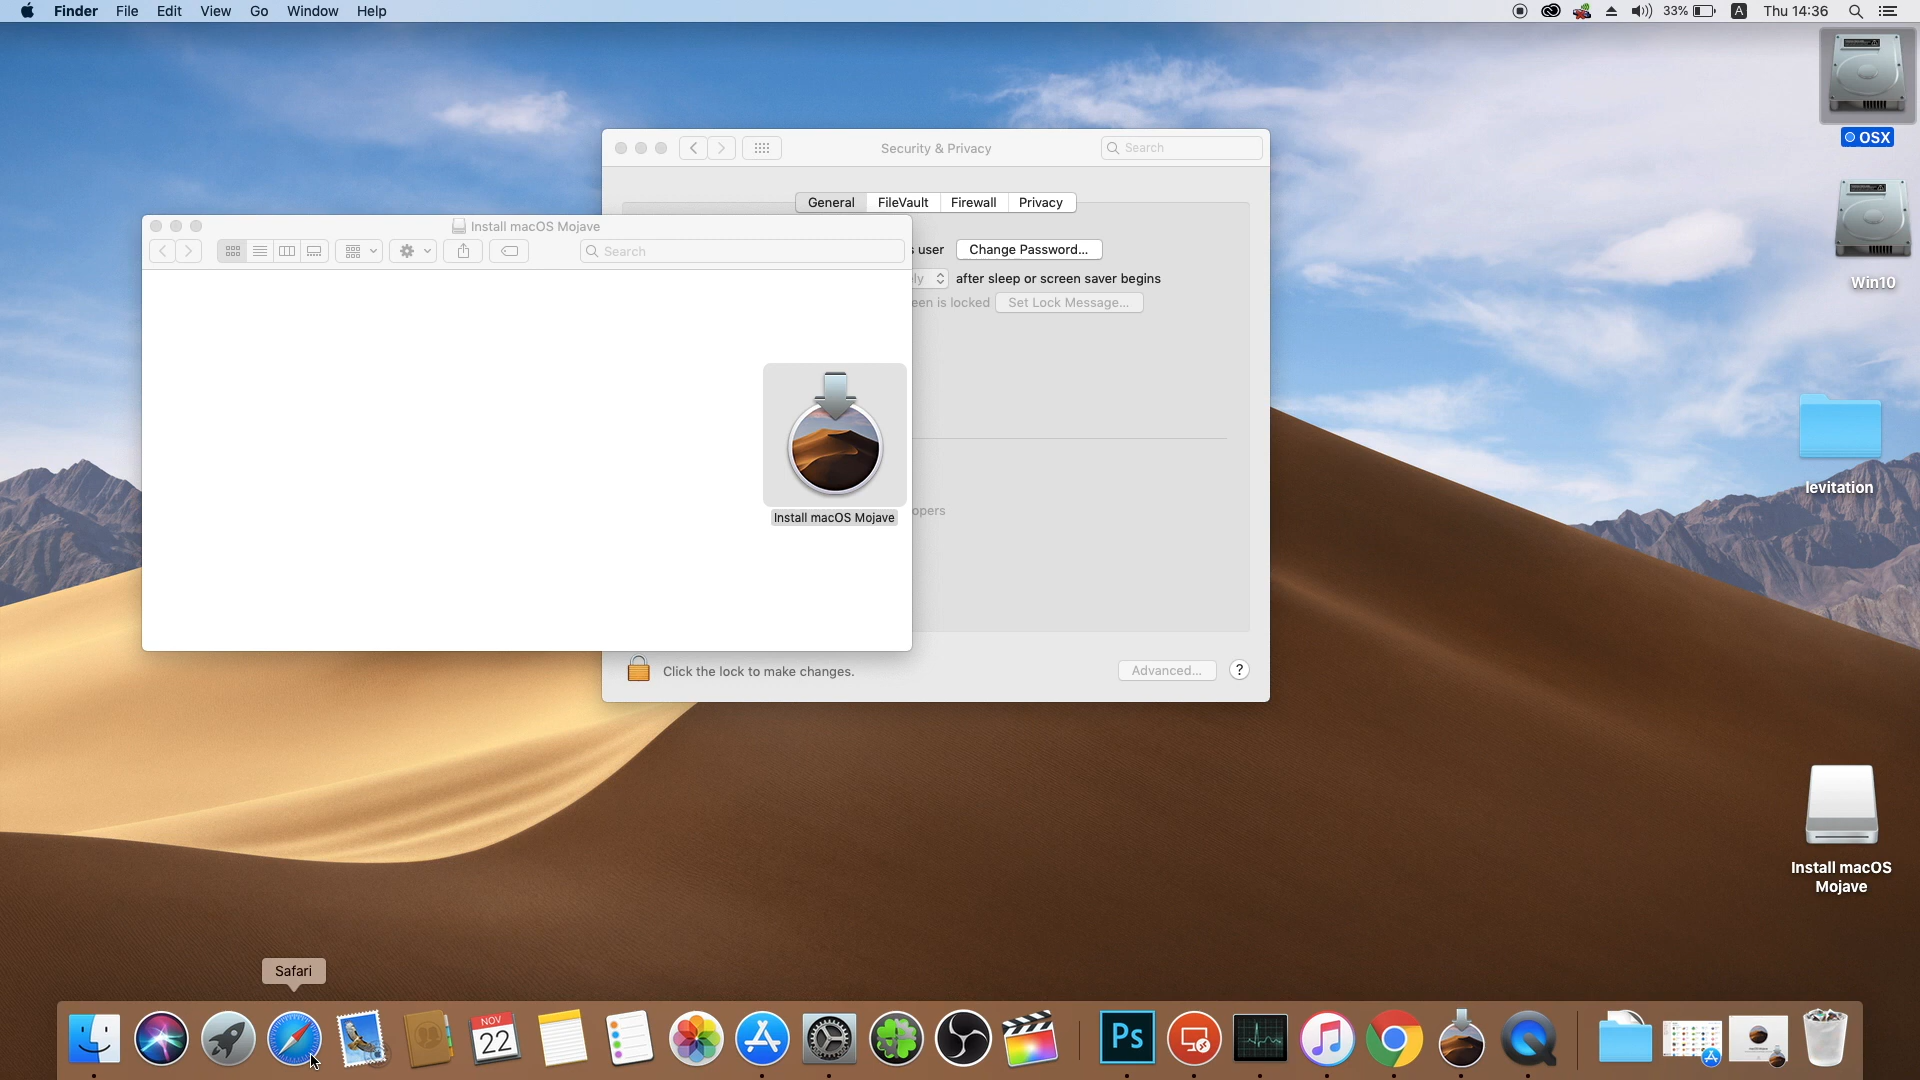 Finder File Edit View Go Window Help
33% A Thu 14:36
OSX
Win10
levitation
Install macOS
Mojave
Security & Privacy
Search
General FileVault Firewall Privacy
s user Change Password...
ly after sleep or screen saver begins
een is locked Set Lock Message...
opers
Click the lock to make changes.
Advanced... ?
Install macOS Mojave
Search
Install macOS Mojave
Safari
NOV
22
Ps